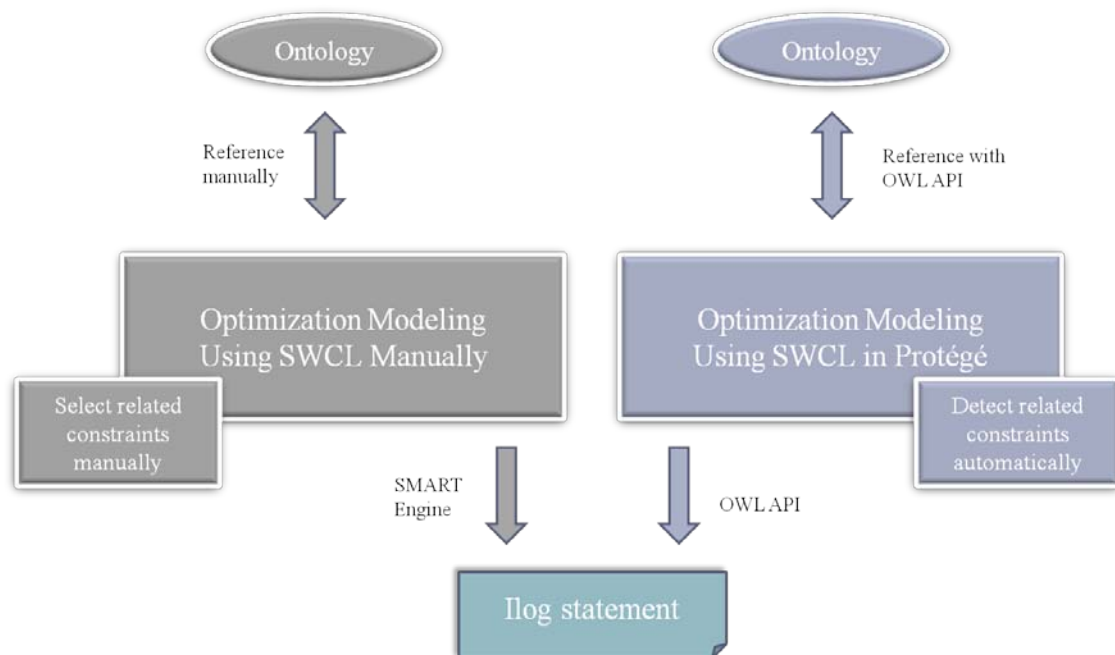 Ontology
Ontology
Reference
manually
Reference with
OWL API
Optimization Modeling
Using SWCL Manually
Optimization Modeling
Using SWCL in Protégé
Select related
constraints
manually
Detect related
constraints
automatically
SMART
Engine
OWL API
Ilog statement